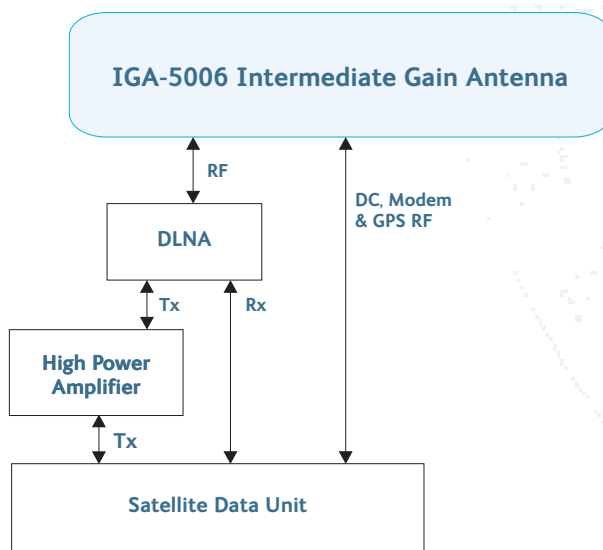 IGA-5006 Intermediate Gain Antenna
RF
DC, Modem
& GPS RF
DLNA
Tx
Rx
High Power
Amplifier
Tx
Satellite Data Unit